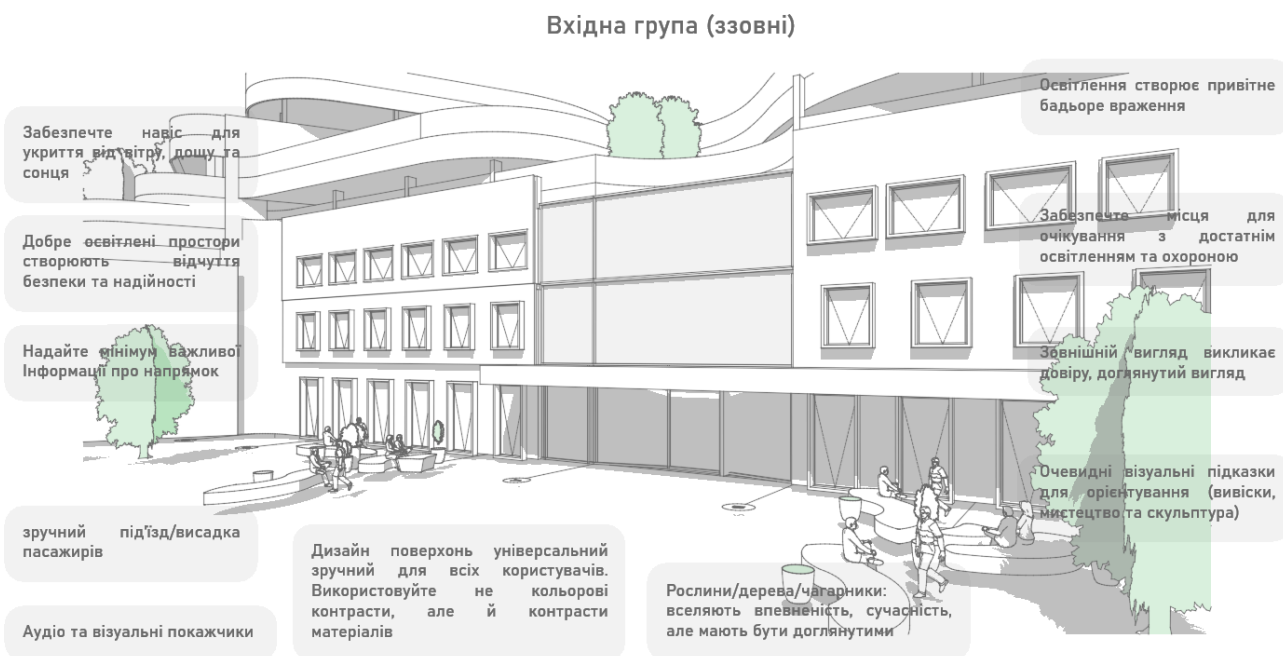 Вхідна група (ззовні)
Забезпечте навіс для
укриття від вітру, дощу та
сонця
Добре освітлені простори
створюють відчуття
безпеки та надійності
Надайте мінімум важливої
Інформації про напрямок
зручний під'їзд/висадка
пасажирів
Аудіо та візуальні покажчики
Дизайн поверхонь універсальний
зручний для всіх користувачів.
Використовуйте не кольорові
контрасти, але й контрасти
матеріалів
Рослини/дерева/чагарники:
вселяють впевненість, сучасність,
але мають бути доглянутими
Освітлення створює привітне
бадьоре враження
Забезпечте місця для
очікування з достатнім
освітленням та охороною
Зовнішній вигляд викликає
довіру, доглянутий вигляд
Очевидні візуальні підказки
для орієнтування (вивіски,
мистецтво та скульптура)